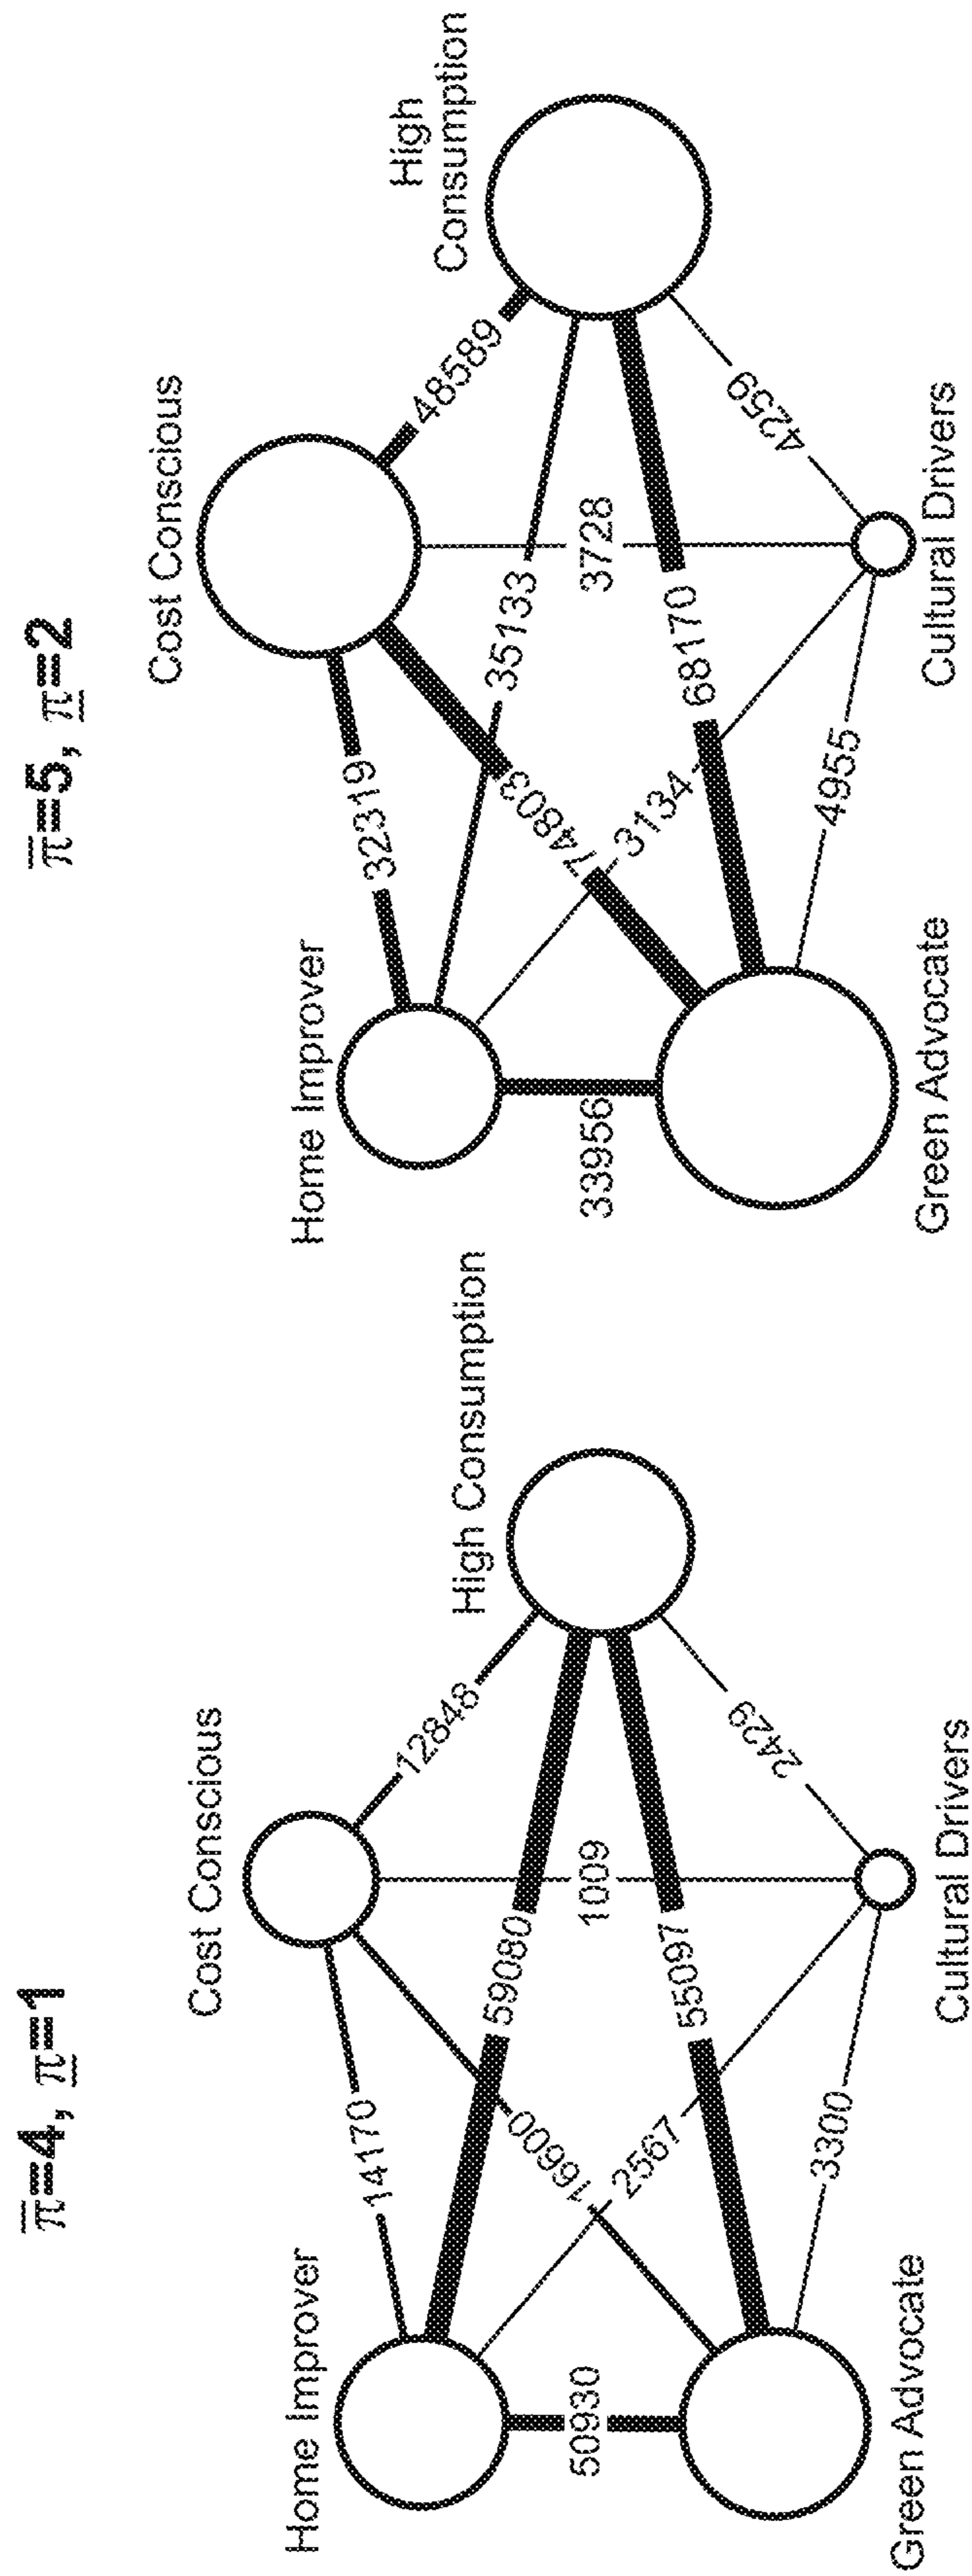 π̅=4, π̲=1
Cost Conscious
Home Improver
High Consumption
14170
12848
59080
1009
50930
16600
2567
55097
2429
3300
Green Advocate
Cultural Drivers
π̅=5, π̲=2
Cost Conscious
Home Improver
High
Consumption
32319
48589
35133
3728
33956
74803
3134
68170
4259
4955
Green Advocate
Cultural Drivers